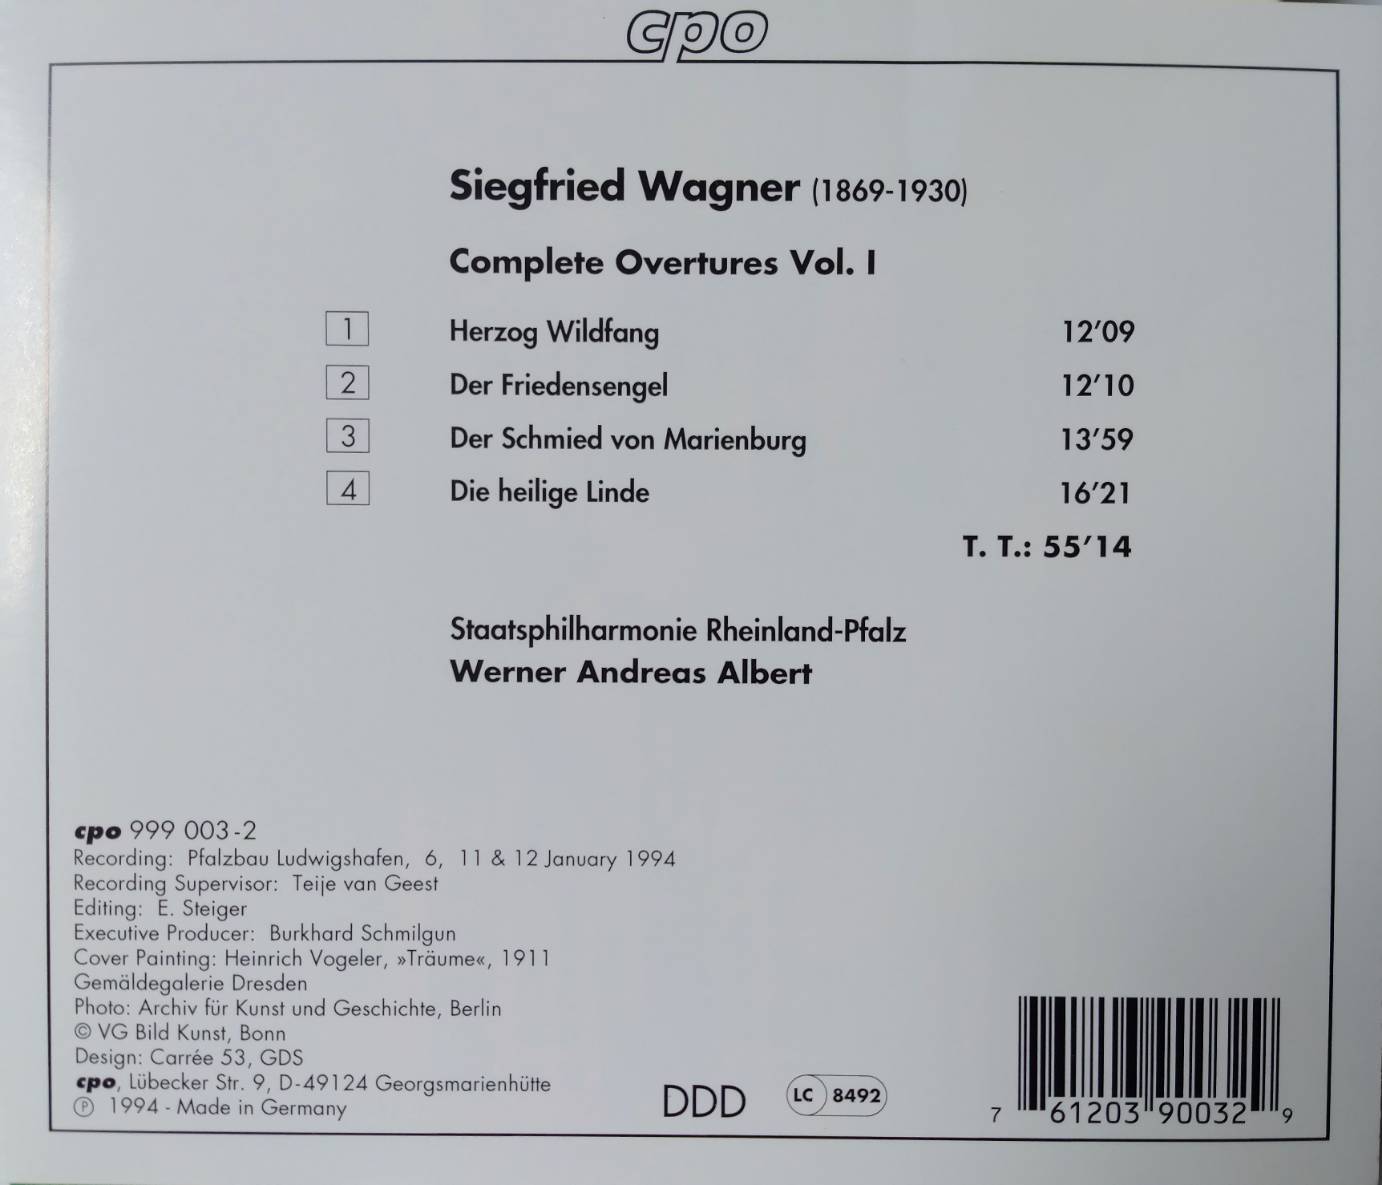 cpo
Siegfried Wagner (1869-1930)
Complete Overtures Vol. I
1 Herzog Wildfang 12′09
2 Der Friedensengel 12′10
3 Der Schmied von Marienburg 13′59
4 Die heilige Linde 16′21
T. T.: 55′14
Staatsphilharmonie Rheinland-Pfalz
Werner Andreas Albert
cpo 999 003-2
Recording: Pfalzbau Ludwigshafen, 6, 11 & 12 January 1994
Recording Supervisor: Teije van Geest
Editing: E. Steiger
Executive Producer: Burkhard Schmilgun
Cover Painting: Heinrich Vogeler, »Träume«, 1911
Gemäldegalerie Dresden
Photo: Archiv für Kunst und Geschichte, Berlin
© VG Bild Kunst, Bonn
Design: Carrée 53, GDS
cpo, Lübecker Str. 9, D-49124 Georgsmarienhütte
℗ 1994 - Made in Germany
DDD
LC 8492
7 61203 90032 9